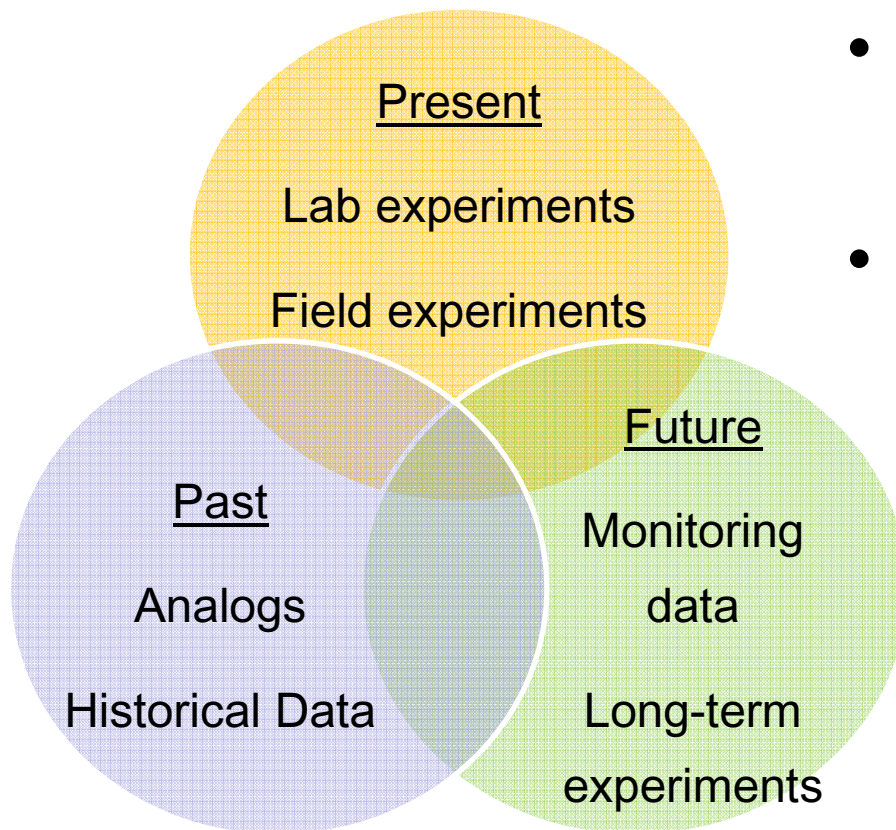 Present
Lab experiments
Field experiments
Past
Analogs
Historical Data
Future
Monitoring
data
Long-term
experiments